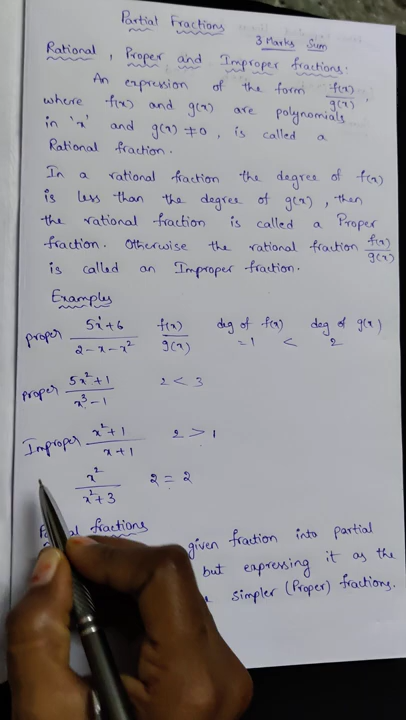 Partial Fractions
3 Marks Sum
Rational, Proper and Improper fractions.
An expression of the form f(x)/g(x),
where f(x) and g(x) are polynomials
in 'x' and g(x) ≠ 0, is called a
Rational fraction.
In a rational fraction the degree of f(x)
is less than the degree of g(x), then
the rational fraction is called a Proper
fraction. Otherwise the rational fraction f(x)/g(x)
is called an Improper fraction.
Examples
proper (5x¹+6)/(2-x-x²) f(x)/g(x) deg of f(x) =1 < deg of g(x) 2
proper (5x²+1)/(x³-1) 2 < 3
Improper (x²+1)/(x+1) 2 > 1
x²/(x²+3) 2 = 2
fractions
given fraction into partial
but expressing it as the
simpler (Proper) fractions.